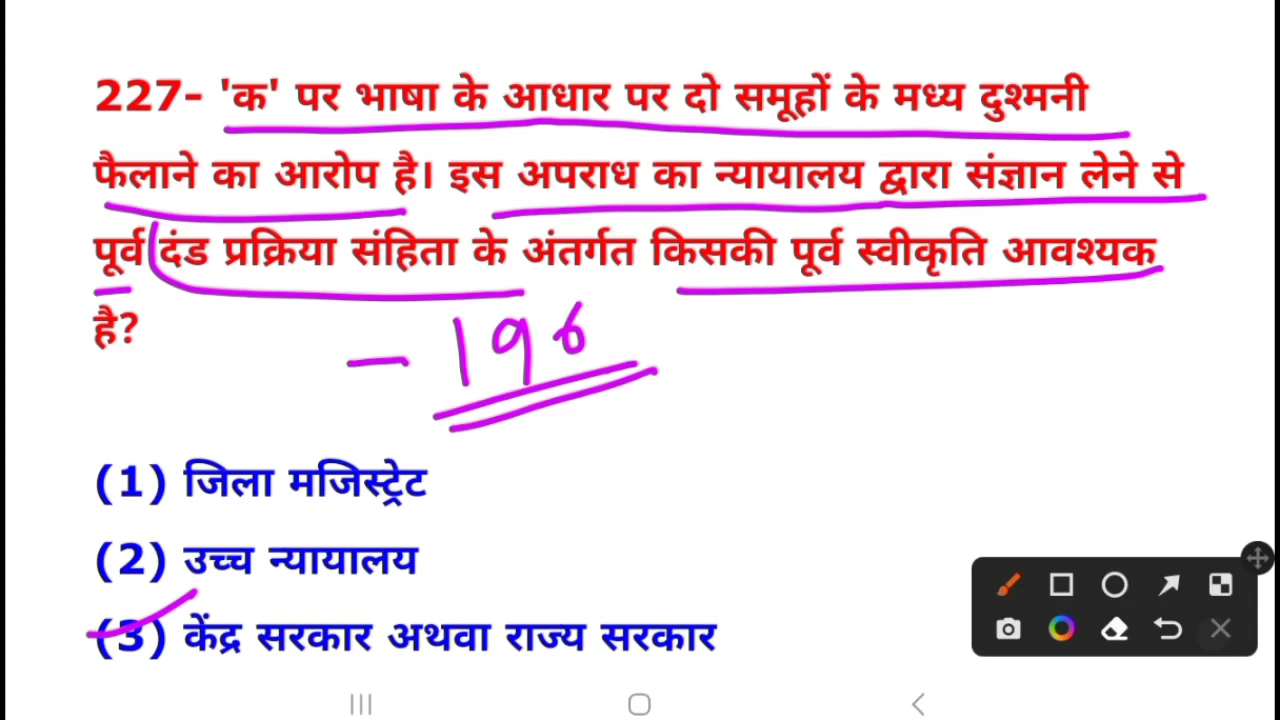 227- 'क' पर भाषा के आधार पर दो समूहों के मध्य दुश्मनी
फैलाने का आरोप है। इस अपराध का न्यायालय द्वारा संज्ञान लेने से
पूर्व दंड प्रक्रिया संहिता के अंतर्गत किसकी पूर्व स्वीकृति आवश्यक
है?
- 196
(1) जिला मजिस्ट्रेट
(2) उच्च न्यायालय
(3) केंद्र सरकार अथवा राज्य सरकार